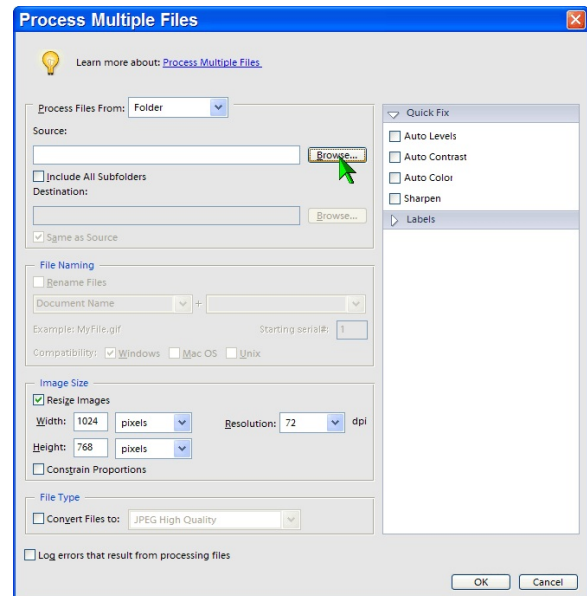 Process Multiple Files
Learn more about: Process Multiple Files
Process Files From: Folder
Source:
Browse...
Include All Subfolders
Destination:
Browse...
Same as Source
File Naming
Rename Files
Document Name +
Example: MyFile.gif Starting serial#: 1
Compatibility: Windows Mac OS Unix
Image Size
Resize Images
Width: 1024 pixels Resolution: 72 dpi
Height: 768 pixels
Constrain Proportions
File Type
Convert Files to: JPEG High Quality
Log errors that result from processing files
Quick Fix
Auto Levels
Auto Contrast
Auto Color
Sharpen
Labels
OK Cancel